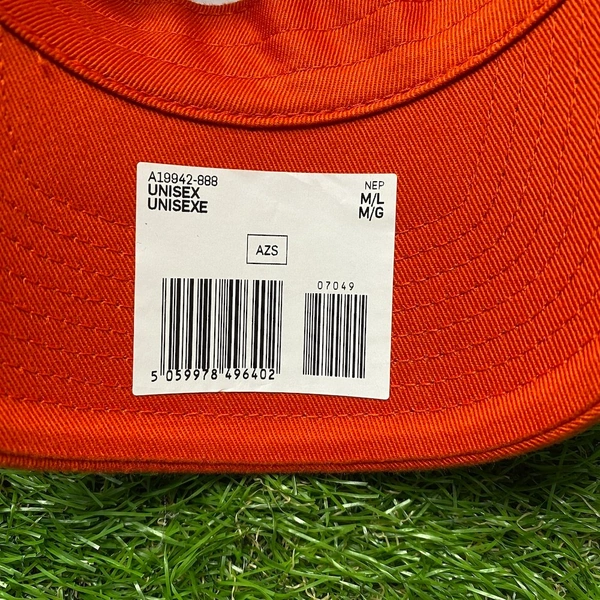 A19942-888
UNISEX
UNISEXE
NEP
M/L
M/G
AZS
07049
5 059978 496402